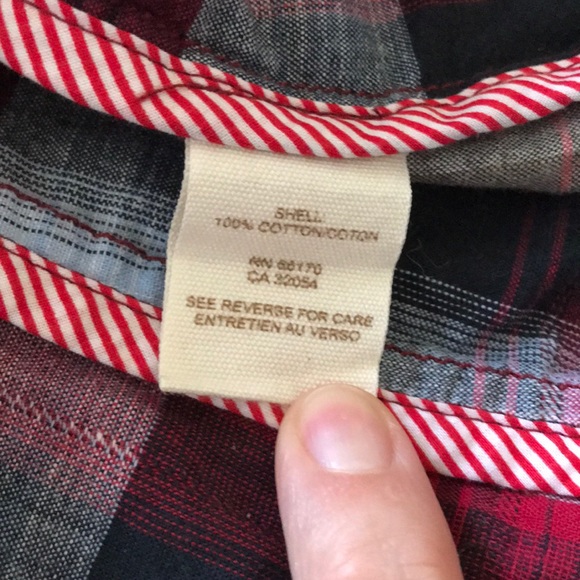 SHELL:
100% COTTON/COTON
RN 66170
CA 32054
SEE REVERSE FOR CARE
ENTRETIEN AU VERSO